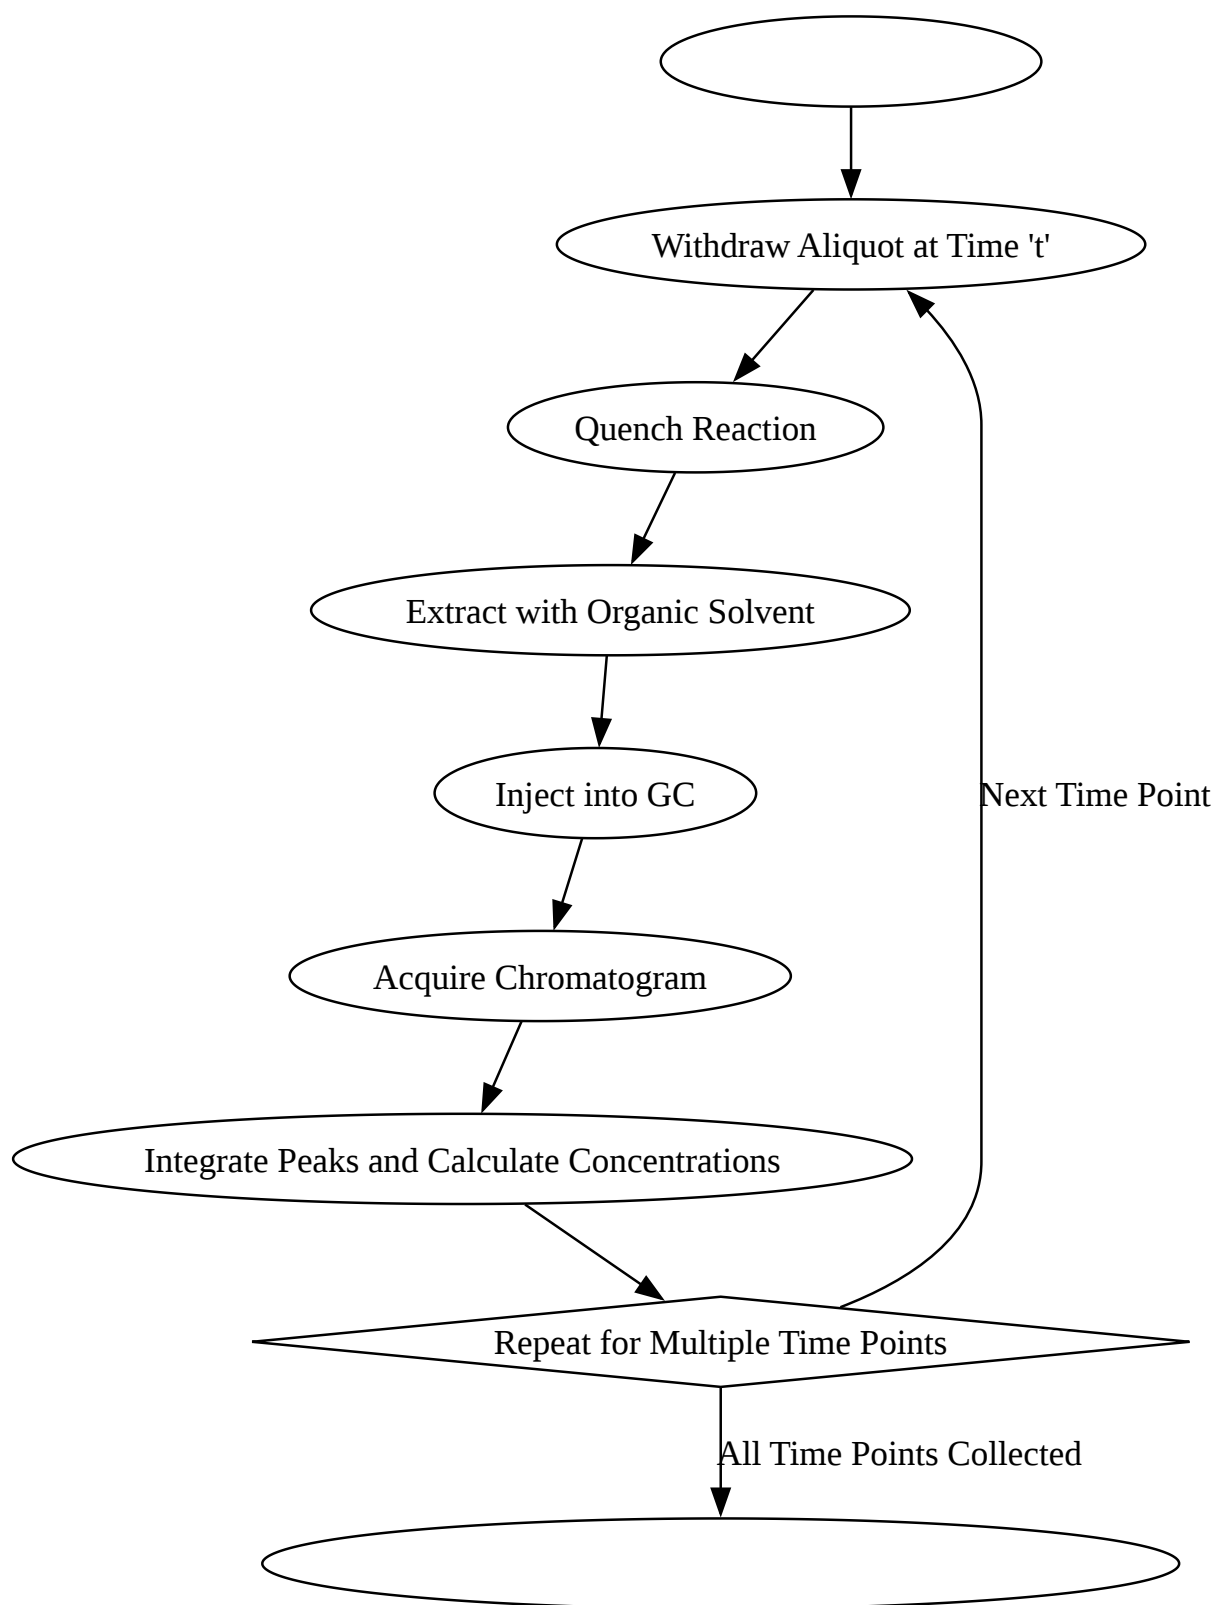 Withdraw Aliquot at Time 't'
Quench Reaction
Extract with Organic Solvent
Inject into GC
Next Time Point
Acquire Chromatogram
Integrate Peaks and Calculate Concentrations
Repeat for Multiple Time Points
All Time Points Collected